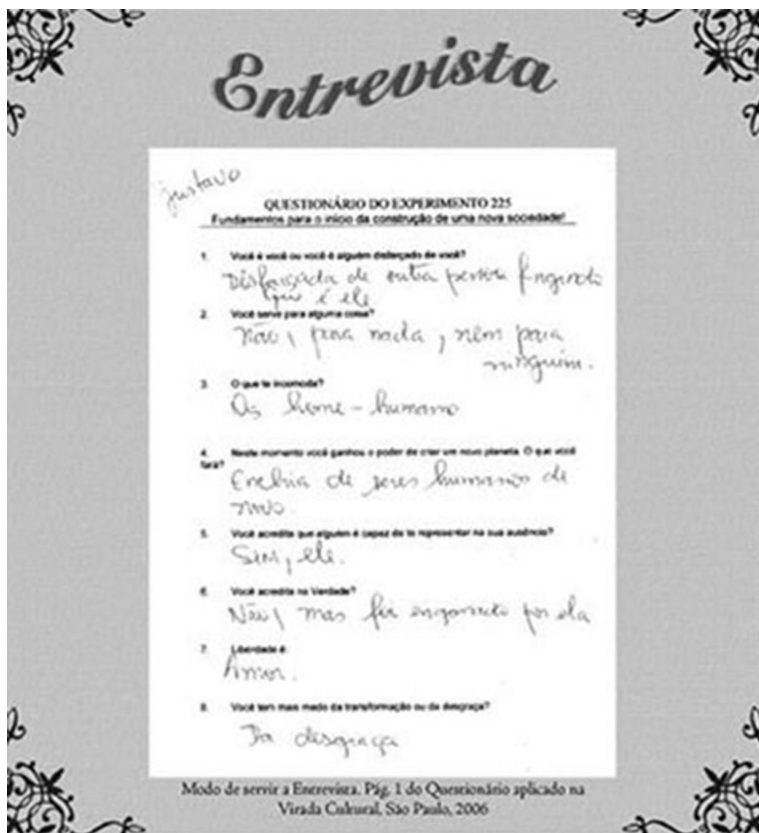 Entrevista
Gustavo
QUESTIONÁRIO DO EXPERIMENTO 225
Fundamentos para o início da construção de uma nova sociedade!
1. Você é você ou você é alguém disfarçado de você?
Disfarçada de outra pessoa fingindo
que é ele
2. Você serve para alguma coisa?
Não, para nada, nem para
ninguém.
3. O que te incomoda?
Os home-humano
4. Neste momento você ganhou o poder de criar um novo planeta. O que você
fará?
Enchia de seres humanos de
novo.
5. Você acredita que alguém é capaz de te representar na sua ausência?
Sim, ele.
6. Você acredita na Verdade?
Não, mas fui enganado por ela
7. Liberdade é:
Amor.
8. Você tem mais medo da transformação ou da desgraça?
Da desgraça
Modo de servir a Entrevista. Pág. 1 do Questionário aplicado na
Virada Cultural, São Paulo, 2006